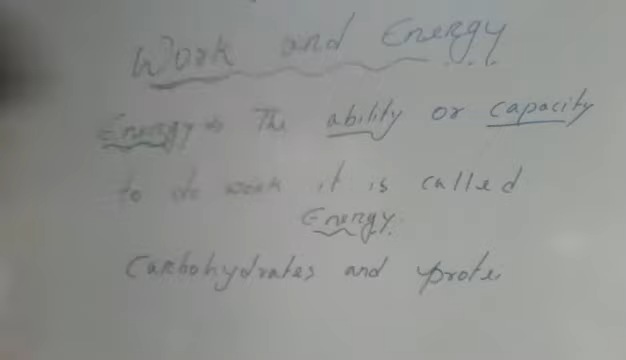 Work and Energy
Energy → The ability or capacity
to do work it is called
Energy.
Carbohydrates and prote